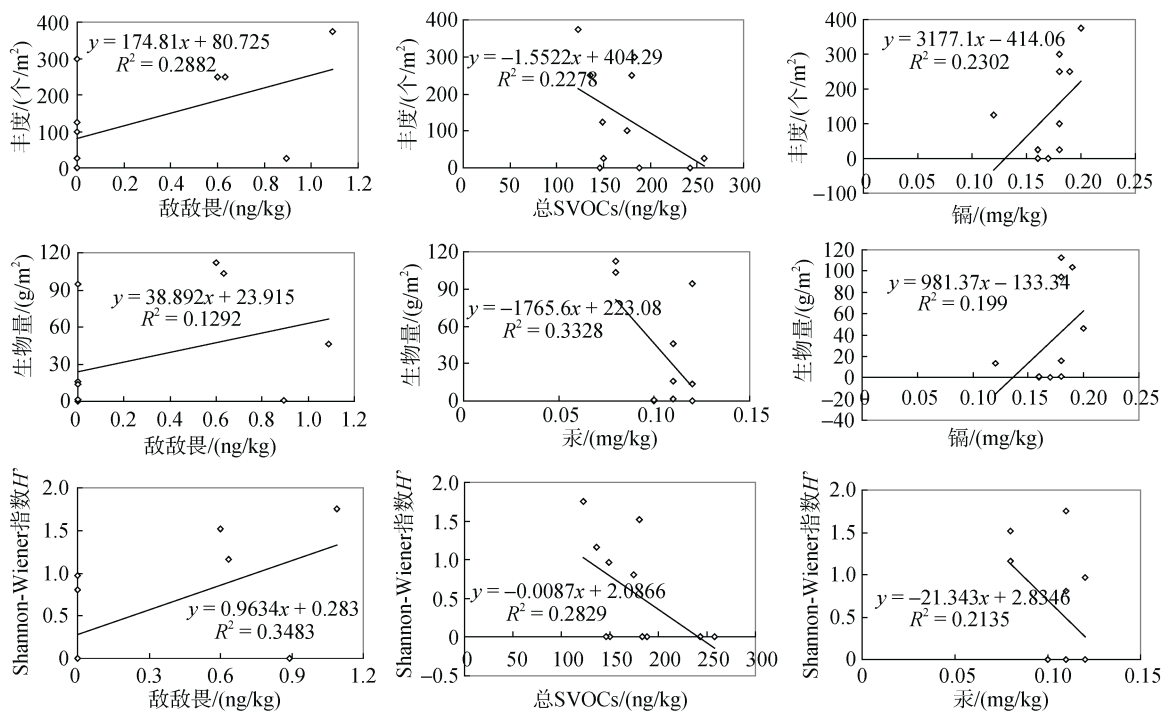 丰度/(个/m²)
400
300
200
100
0
y = 174.81x + 80.725
R² = 0.2882
0 0.2 0.4 0.6 0.8 1.0 1.2
敌敌畏/(ng/kg)
丰度/(个/m²)
400
300
200
100
0
y = −1.5522x + 404.29
R² = 0.2278
0 50 100 150 200 250 300
总SVOCs/(ng/kg)
丰度/(个/m²)
400
300
200
100
0
−100
y = 3177.1x − 414.06
R² = 0.2302
0 0.05 0.10 0.15 0.20 0.25
镉/(mg/kg)
生物量/(g/m²)
120
90
60
30
0
y = 38.892x + 23.915
R² = 0.1292
0 0.2 0.4 0.6 0.8 1.0 1.2
敌敌畏/(ng/kg)
生物量/(g/m²)
120
90
60
30
0
y = −1765.6x + 223.08
R² = 0.3328
0 0.05 0.10 0.15
汞/(mg/kg)
生物量/(g/m²)
120
100
80
60
40
20
0
−20
−40
y = 981.37x − 133.34
R² = 0.199
0 0.05 0.10 0.15 0.20 0.25
镉/(mg/kg)
Shannon-Wiener指数H'
2.0
1.5
1.0
0.5
0
y = 0.9634x + 0.283
R² = 0.3483
0 0.3 0.6 0.9 1.2
敌敌畏/(ng/kg)
Shannon-Wiener指数H'
2.0
1.5
1.0
0.5
0
−0.5
y = −0.0087x + 2.0866
R² = 0.2829
0 50 100 150 200 250 300
总SVOCs/(ng/kg)
Shannon-Wiener指数H'
2.0
1.5
1.0
0.5
0
y = −21.343x + 2.8346
R² = 0.2135
0 0.05 0.10 0.15
汞/(mg/kg)